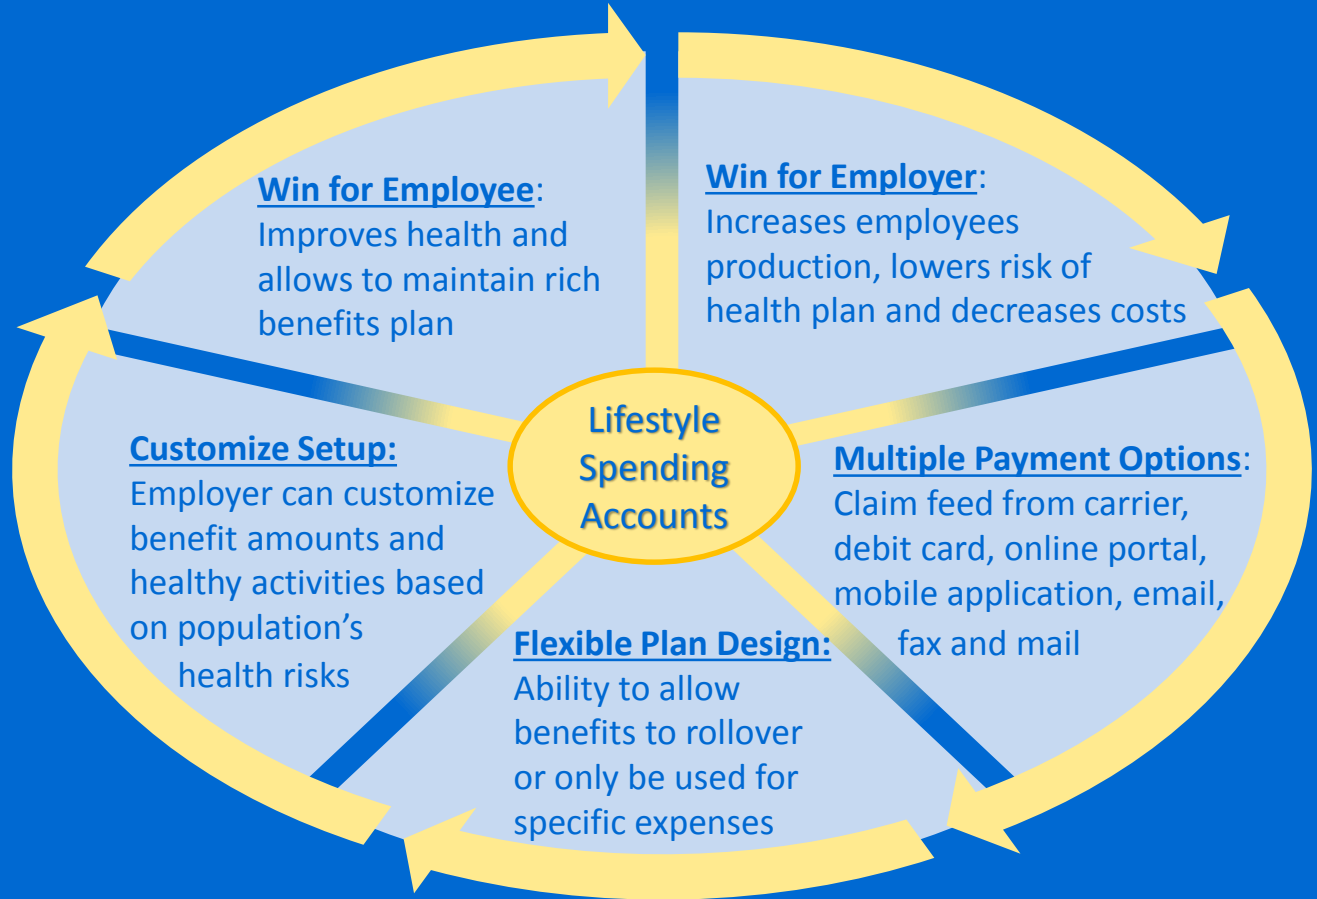 Win for Employee:
Improves health and
allows to maintain rich
benefits plan
Win for Employer:
Increases employees
production, lowers risk of
health plan and decreases costs
Lifestyle
Spending
Accounts
Customize Setup:
Employer can customize
benefit amounts and
healthy activities based
on population’s
health risks
Multiple Payment Options:
Claim feed from carrier,
debit card, online portal,
mobile application, email,
fax and mail
Flexible Plan Design:
Ability to allow
benefits to rollover
or only be used for
specific expenses